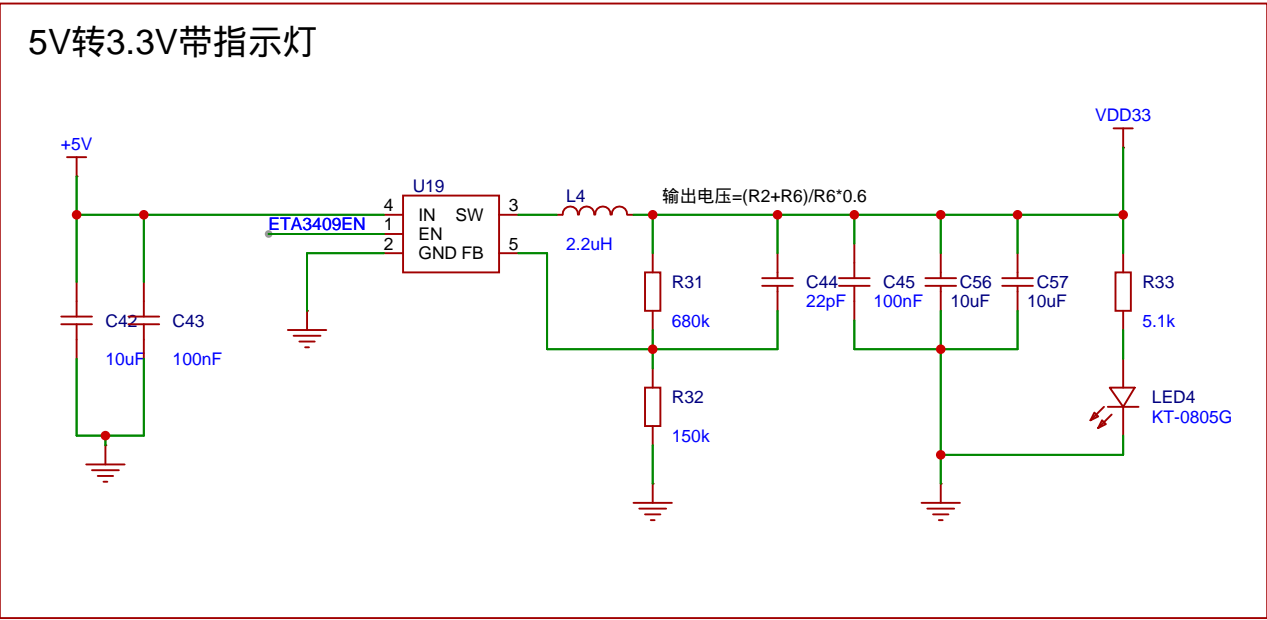 5V转3.3V带指示灯
VDD33
+5V
U19
L4
输出电压=(R2+R6)/R6*0.6
4
IN
SW
3
ETA3409EN
1
EN
2
GND
FB
5
2.2uH
R31
680k
C44
22pF
C45
100nF
C56
10uF
C57
10uF
R33
5.1k
C42
10uF
C43
100nF
R32
150k
LED4
KT-0805G